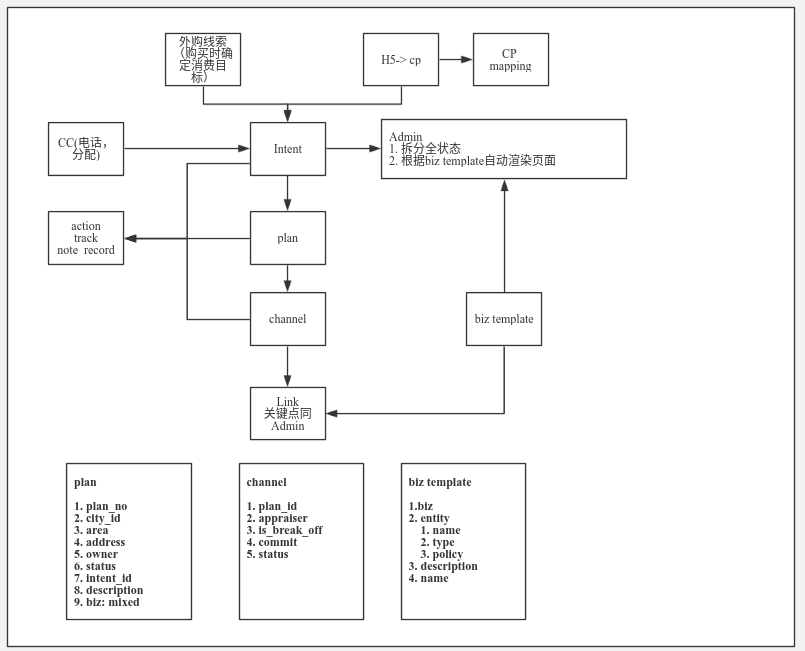 外购线索
（购买时确
定消费目
标）
H5-> cp
CP
mapping
CC(电话，
分配)
Intent
Admin
1. 拆分全状态
2. 根据biz template自动渲染页面
action
track
note record
plan
channel
biz template
Link
关键点同
Admin
plan
1. plan_no
2. city_id
3. area
4. address
5. owner
6. status
7. intent_id
8. description
9. biz: mixed
channel
1. plan_id
2. appraiser
3. is_break_off
4. commit
5. status
biz template
1.biz
2. entity
1. name
2. type
3. policy
3. description
4. name